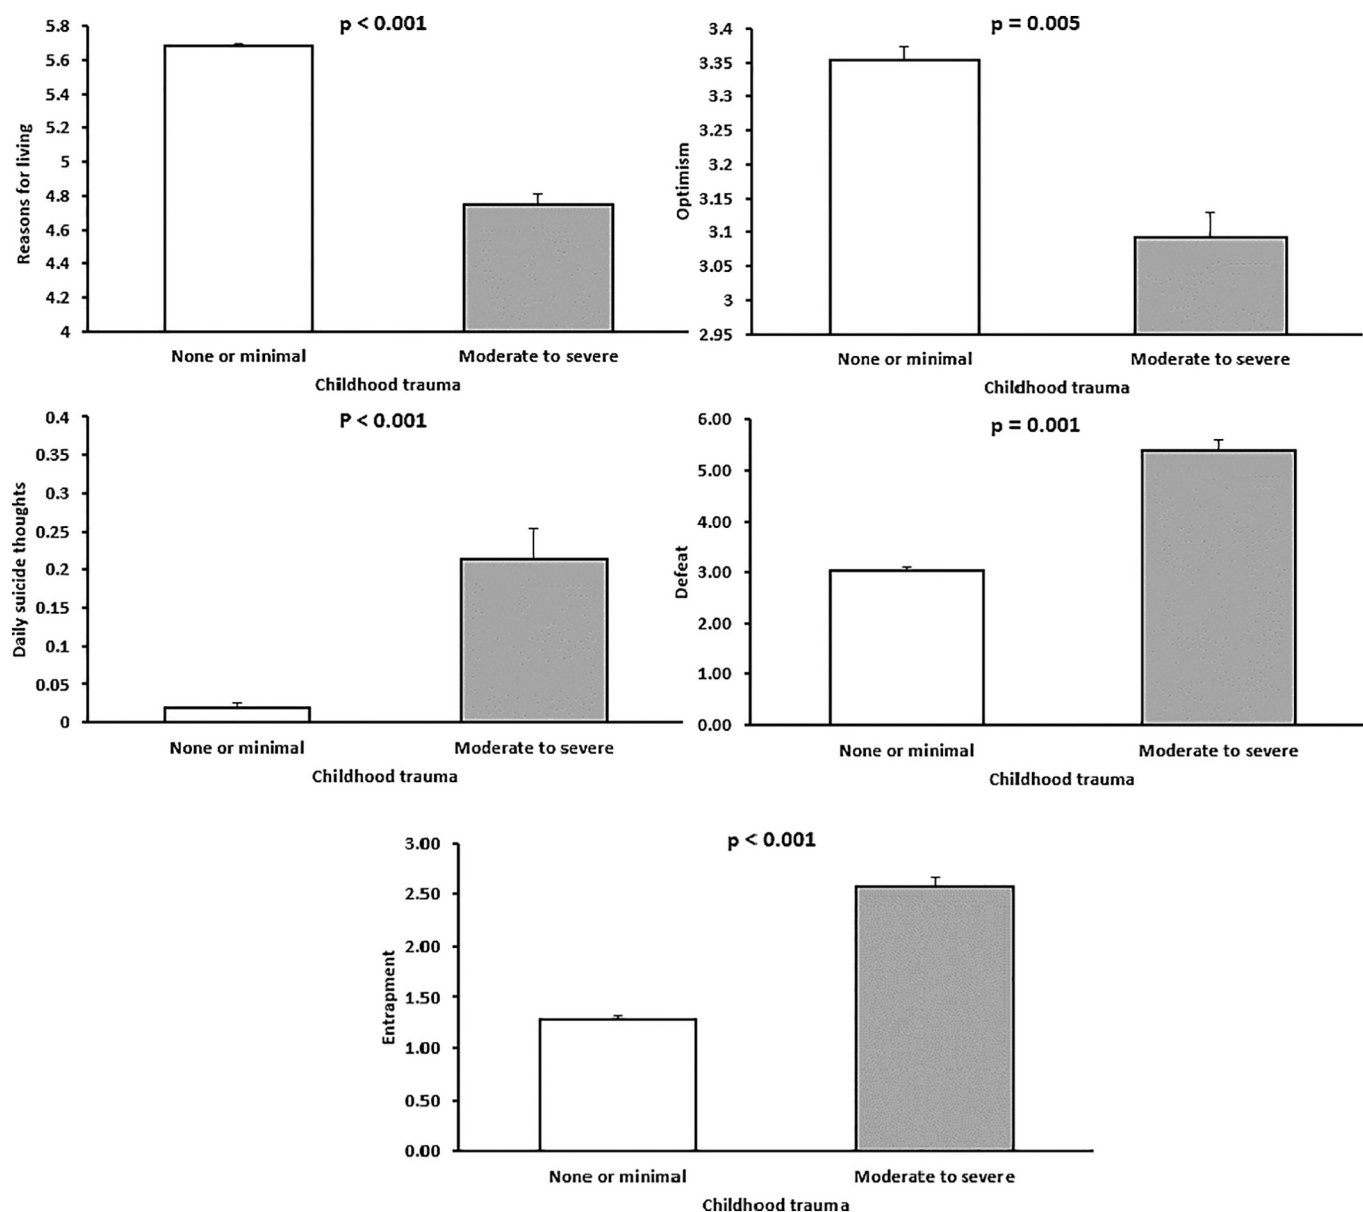 p < 0.001
5.8
5.6
5.4
5.2
5
4.8
4.6
4.4
4.2
4
Reasons for living
None or minimal
Moderate to severe
Childhood trauma
p = 0.005
3.4
3.35
3.3
3.25
3.2
3.15
3.1
3.05
3
2.95
Optimism
None or minimal
Moderate to severe
Childhood trauma
P < 0.001
0.4
0.35
0.3
0.25
0.2
0.15
0.1
0.05
0
Daily suicide thoughts
None or minimal
Moderate to severe
Childhood trauma
p = 0.001
6.00
5.00
4.00
3.00
2.00
1.00
0.00
Defeat
None or minimal
Moderate to severe
Childhood trauma
p < 0.001
3.00
2.50
2.00
1.50
1.00
0.50
0.00
Entrapment
None or minimal
Moderate to severe
Childhood trauma